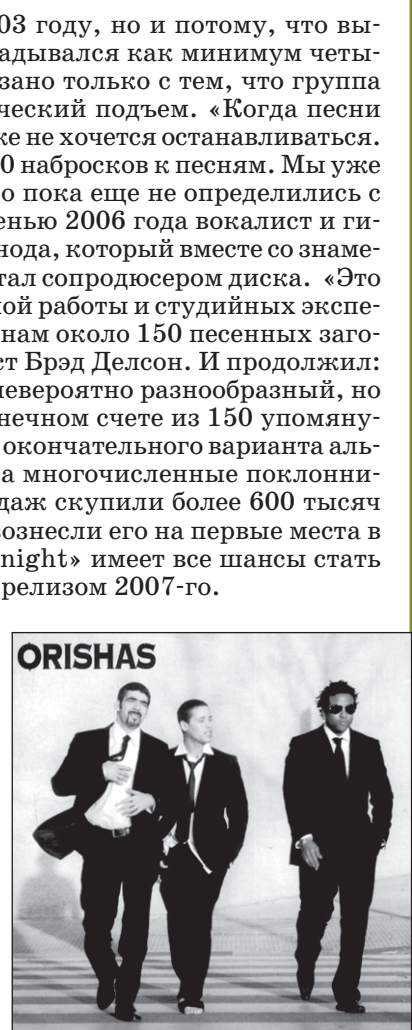 03 году, но и потому, что вы-
адывался как минимум четы-
зано только с тем, что группа
ческий подъем. «Когда песни
ке не хочется останавливаться.
0 набросков к песням. Мы уже
о пока еще не определились с
енью 2006 года вокалист и ги-
нода, который вместе со знаме-
тал сопродюсером диска. «Это
ной работы и студийных экспе-
нам около 150 песенных заго-
ст Брэд Делсон. И продолжил:
невероятно разнообразный, но
нечном счете из 150 упомяну-
окончательного варианта аль-
а многочисленные поклонни-
даж скупили более 600 тысяч
вознесли его на первые места в
night» имеет все шансы стать
релизом 2007-го.
ORISHAS